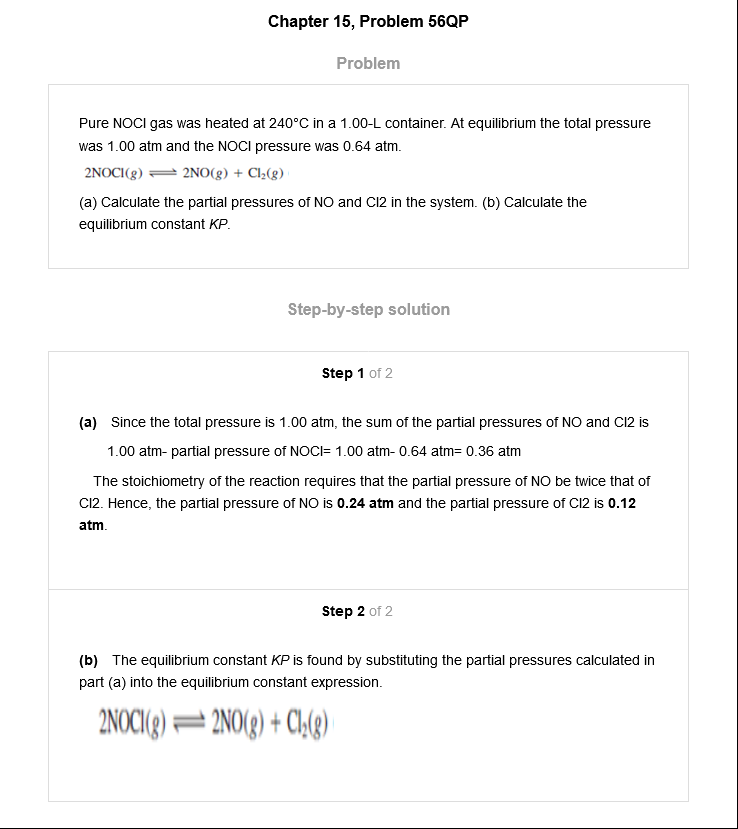 Chapter 15, Problem 56QP
Problem
Pure NOCl gas was heated at 240°C in a 1.00-L container. At equilibrium the total pressure
was 1.00 atm and the NOCl pressure was 0.64 atm.
2NOCl(g) ⇌ 2NO(g) + Cl₂(g)
(a) Calculate the partial pressures of NO and Cl2 in the system. (b) Calculate the
equilibrium constant KP.
Step-by-step solution
Step 1 of 2
(a) Since the total pressure is 1.00 atm, the sum of the partial pressures of NO and Cl2 is
1.00 atm- partial pressure of NOCl= 1.00 atm- 0.64 atm= 0.36 atm
The stoichiometry of the reaction requires that the partial pressure of NO be twice that of
Cl2. Hence, the partial pressure of NO is 0.24 atm and the partial pressure of Cl2 is 0.12
atm.
Step 2 of 2
(b) The equilibrium constant KP is found by substituting the partial pressures calculated in
part (a) into the equilibrium constant expression.
2NOCl(g) ⇌ 2NO(g) + Cl₂(g)